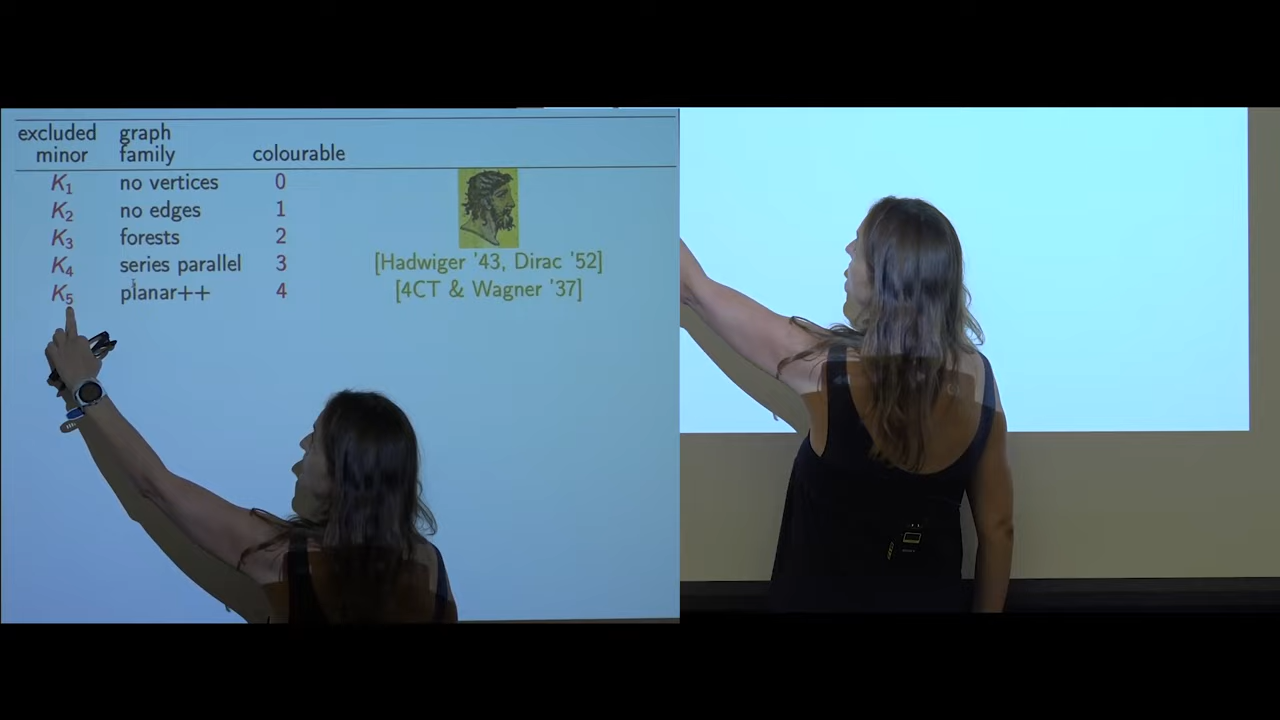 excluded graph
minor family colourable
K1 no vertices 0
K2 no edges 1
K3 forests 2
K4 series parallel 3 [Hadwiger '43, Dirac '52]
K5 planar++ 4 [4CT & Wagner '37]